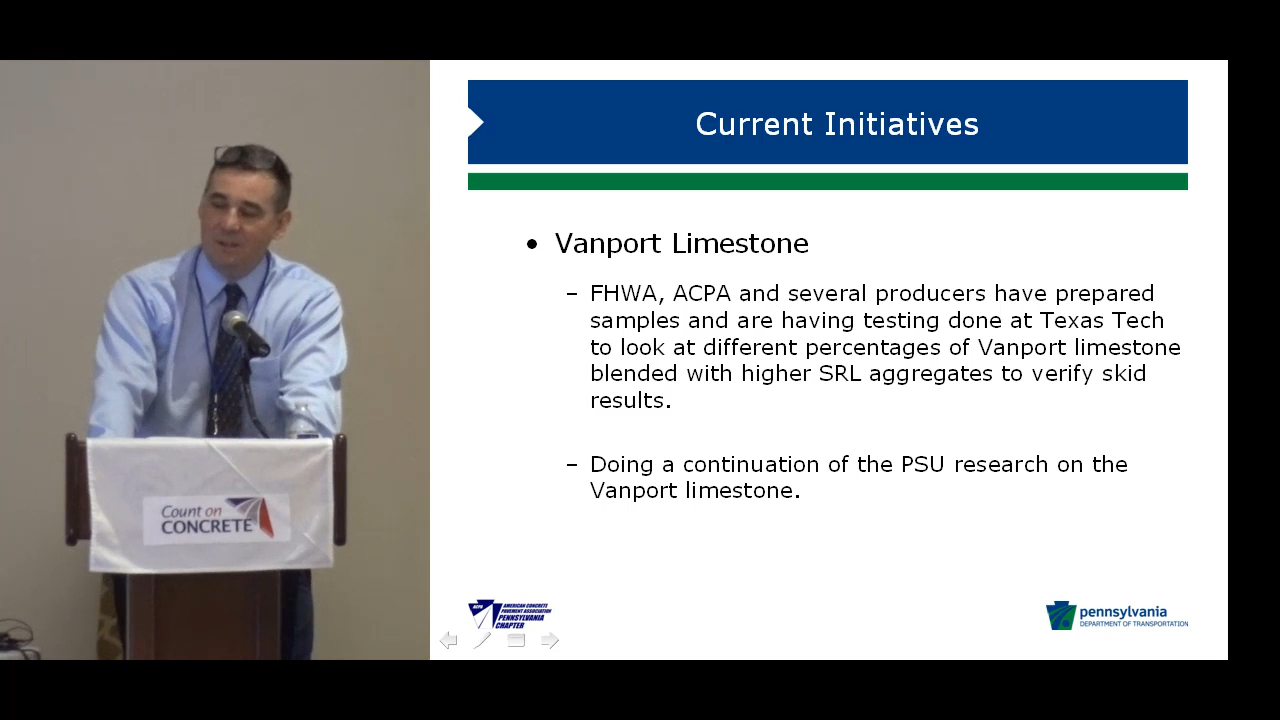 Current Initiatives
• Vanport Limestone
– FHWA, ACPA and several producers have prepared
samples and are having testing done at Texas Tech
to look at different percentages of Vanport limestone
blended with higher SRL aggregates to verify skid
results.
– Doing a continuation of the PSU research on the
Vanport limestone.
Count on
CONCRETE
ACPA
AMERICAN CONCRETE
PAVEMENT ASSOCIATION
PENNSYLVANIA
CHAPTER
pennsylvania
DEPARTMENT OF TRANSPORTATION